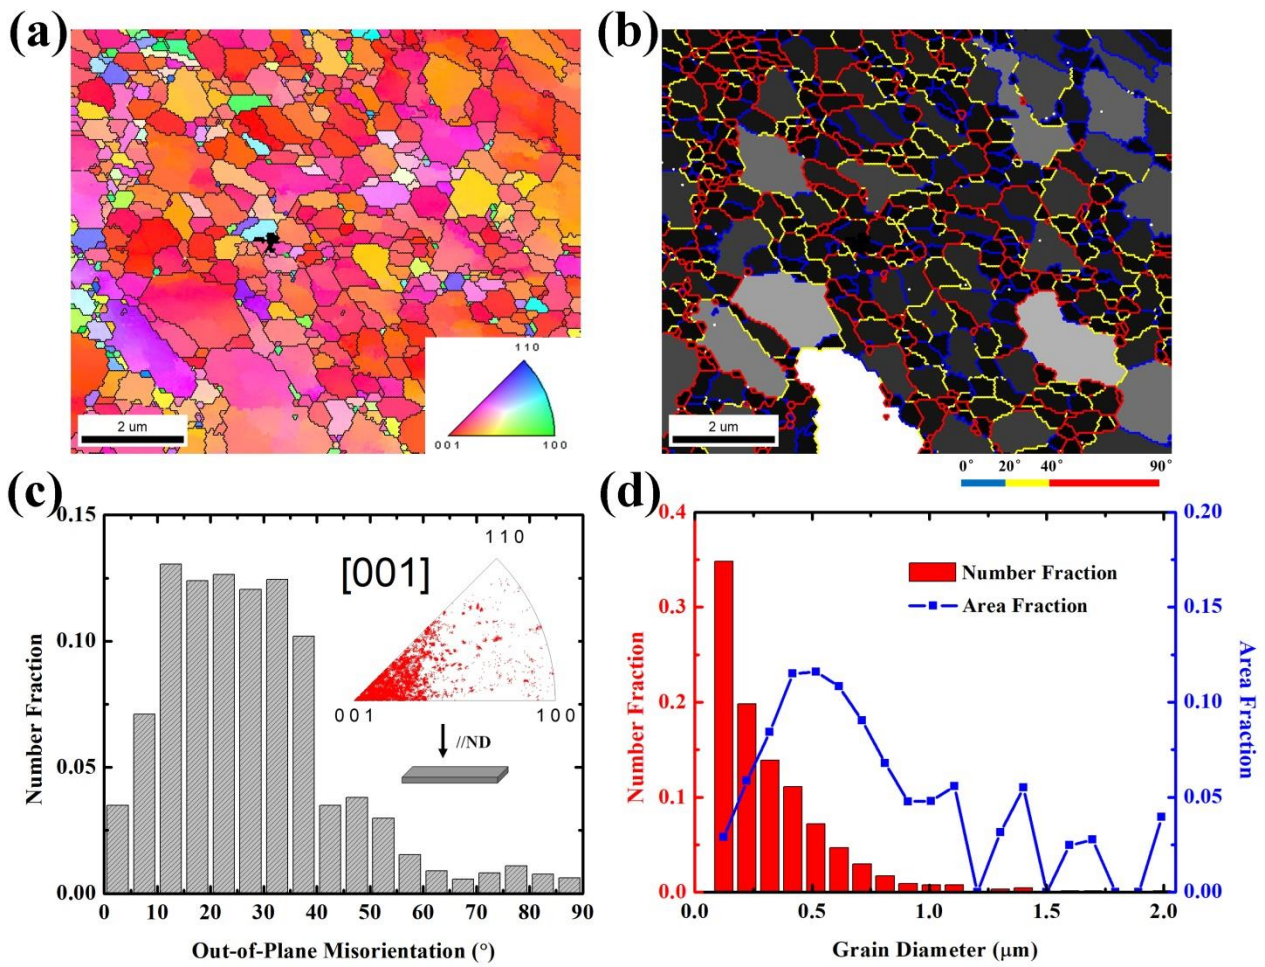 (a)
(b)
110
001
100
2 um
2 um
0° 20° 40° 90°
(c)
(d)
0.15
0.10
0.05
0.00
Number Fraction
[001]
110
001
100
//ND
0 10 20 30 40 50 60 70 80 90
Out-of-Plane Misorientation (°)
0.4
0.3
0.2
0.1
0.0
Number Fraction
Number Fraction
Area Fraction
0.20
0.15
0.10
0.05
0.00
Area Fraction
0.0 0.5 1.0 1.5 2.0
Grain Diameter (μm)